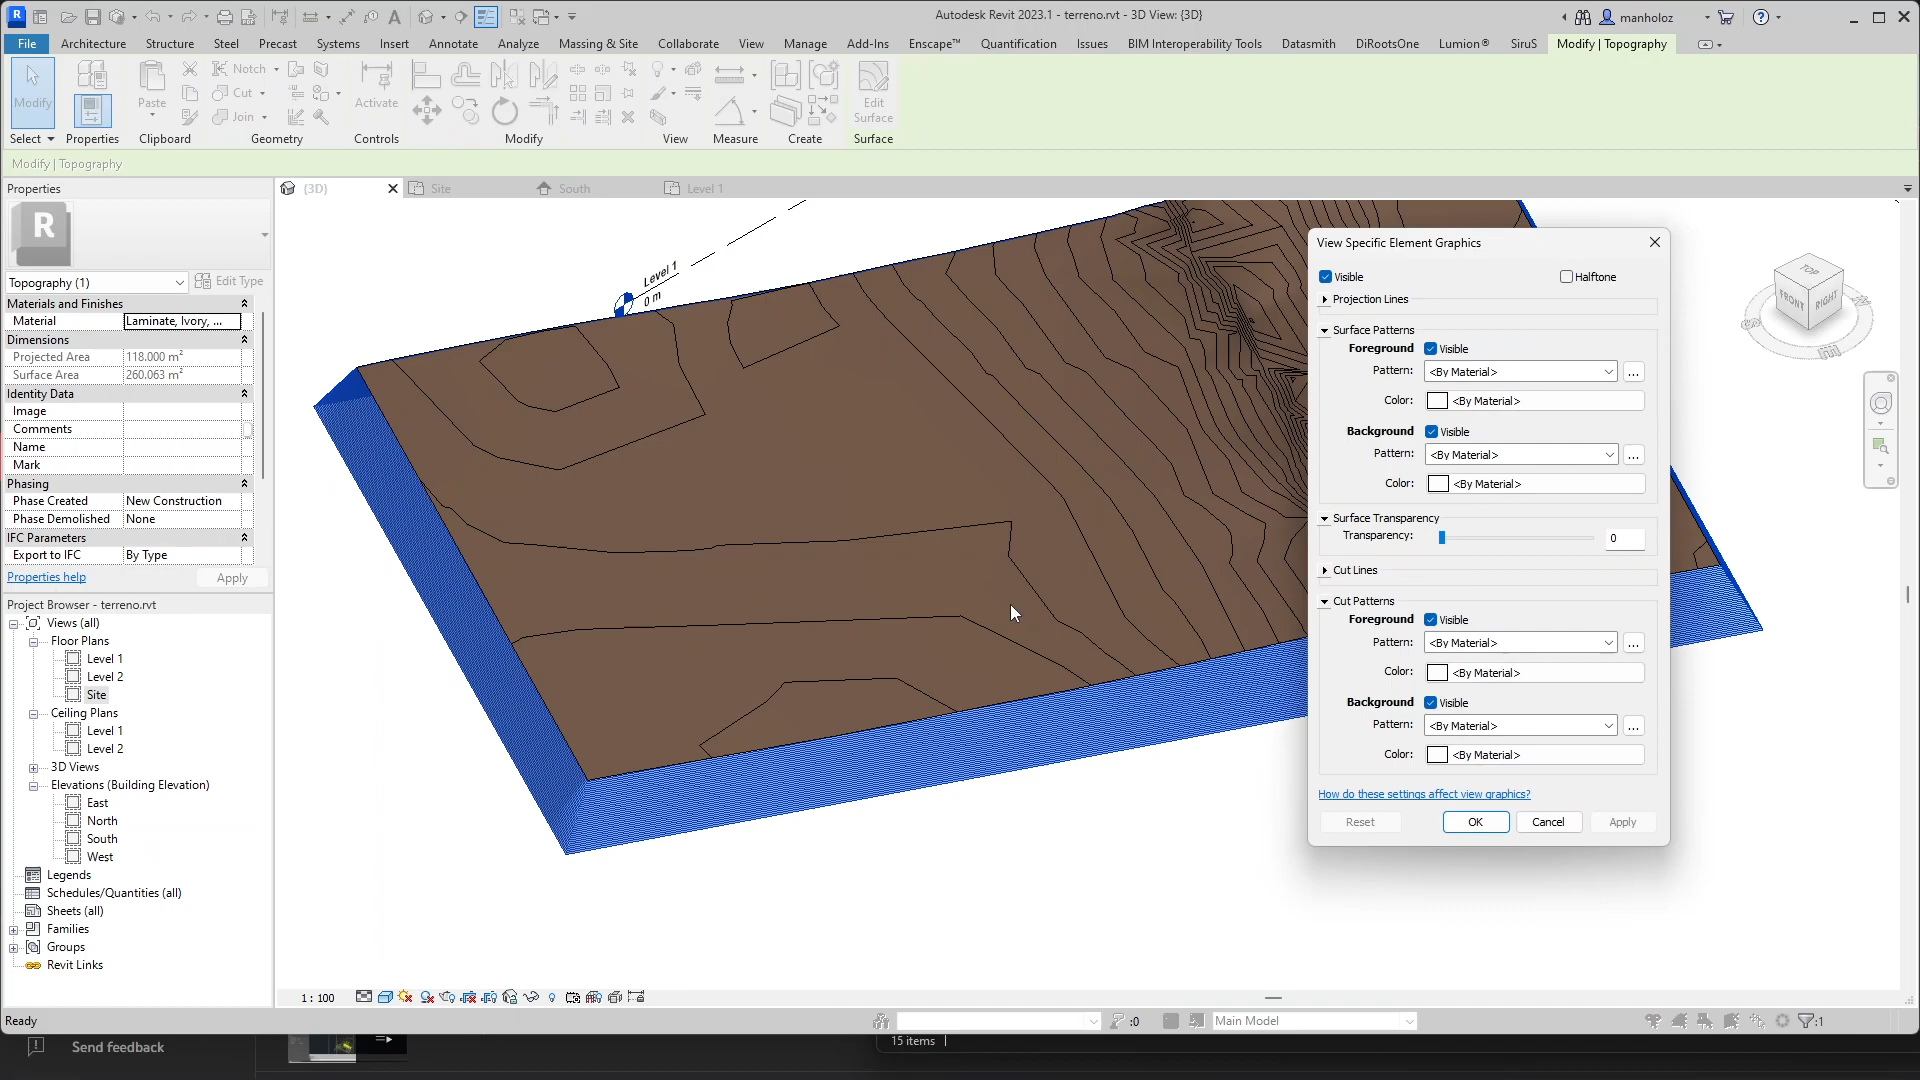 Autodesk Revit 2023.1 - terreno.rvt - 3D View: {3D}
manholoz
File
Architecture
Structure
Steel
Precast
Systems
Insert
Annotate
Analyze
Massing & Site
Collaborate
View
Manage
Add-Ins
Enscape™
Quantification
Issues
BIM Interoperability Tools
Datasmith
DiRootsOne
Lumion®
SiruS
Modify | Topography
Modify
Paste
Notch
Cut
Join
Activate
Edit
Surface
Select
Properties
Clipboard
Geometry
Controls
Modify
View
Measure
Create
Surface
Modify | Topography
Properties
{3D}
Site
South
Level 1
R
Topography (1)
Edit Type
Materials and Finishes
Material
Laminate, Ivory, ...
Dimensions
Projected Area
118.000 m²
Surface Area
260.063 m²
Identity Data
Image
Comments
Name
Mark
Phasing
Phase Created
New Construction
Phase Demolished
None
IFC Parameters
Export to IFC
By Type
Properties help
Apply
Project Browser - terreno.rvt
Views (all)
Floor Plans
Level 1
Level 2
Site
Ceiling Plans
Level 1
Level 2
3D Views
Elevations (Building Elevation)
East
North
South
West
Legends
Schedules/Quantities (all)
Sheets (all)
Families
Groups
Revit Links
Level 1
0 m
TOP
FRONT
RIGHT
View Specific Element Graphics
Visible
Halftone
Projection Lines
Surface Patterns
Foreground
Visible
Pattern:
<By Material>
Color:
<By Material>
Background
Visible
Pattern:
<By Material>
Color:
<By Material>
Surface Transparency
Transparency:
0
Cut Lines
Cut Patterns
Foreground
Visible
Pattern:
<By Material>
Color:
<By Material>
Background
Visible
Pattern:
<By Material>
Color:
<By Material>
How do these settings affect view graphics?
Reset
OK
Cancel
Apply
1 : 100
Ready
:0
Main Model
:1
Send feedback
15 items